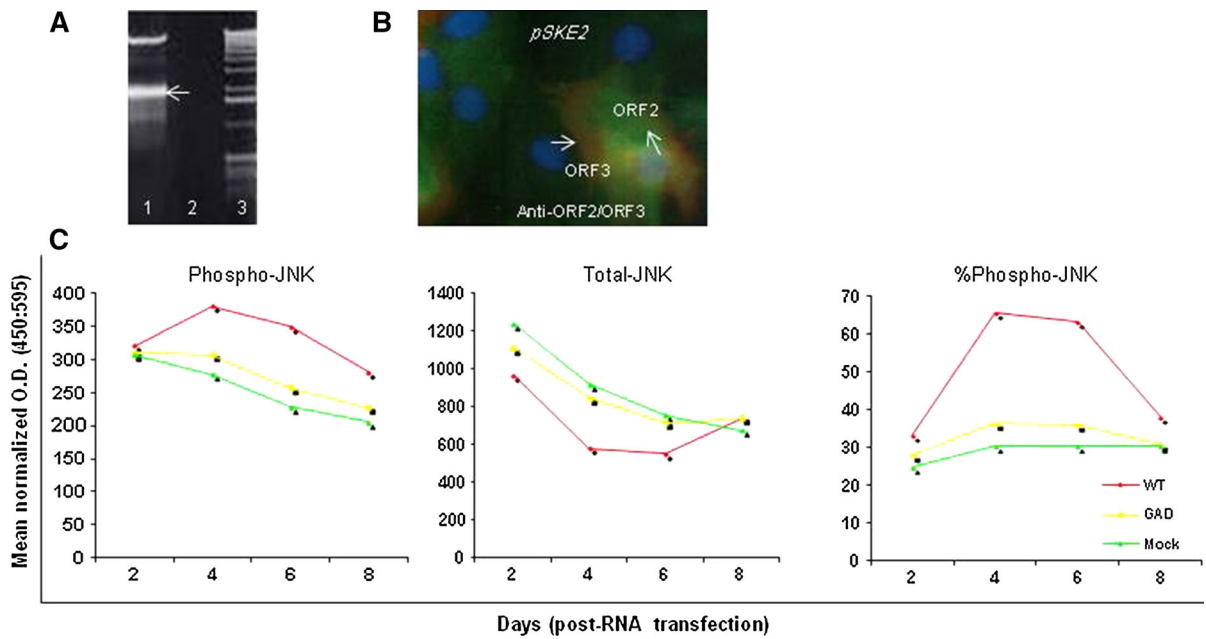 A
1 2 3
B
pSKE2
ORF2
ORF3
Anti-ORF2/ORF3
C
Mean normalized O.D. (450:595)
Phospho-JNK
400
350
300
250
200
150
100
50
0
2 4 6 8
Total-JNK
1400
1200
1000
800
600
400
200
0
2 4 6 8
%Phospho-JNK
70
60
50
40
30
20
10
0
2 4 6 8
WT
GAD
Mock
Days (post-RNA transfection)